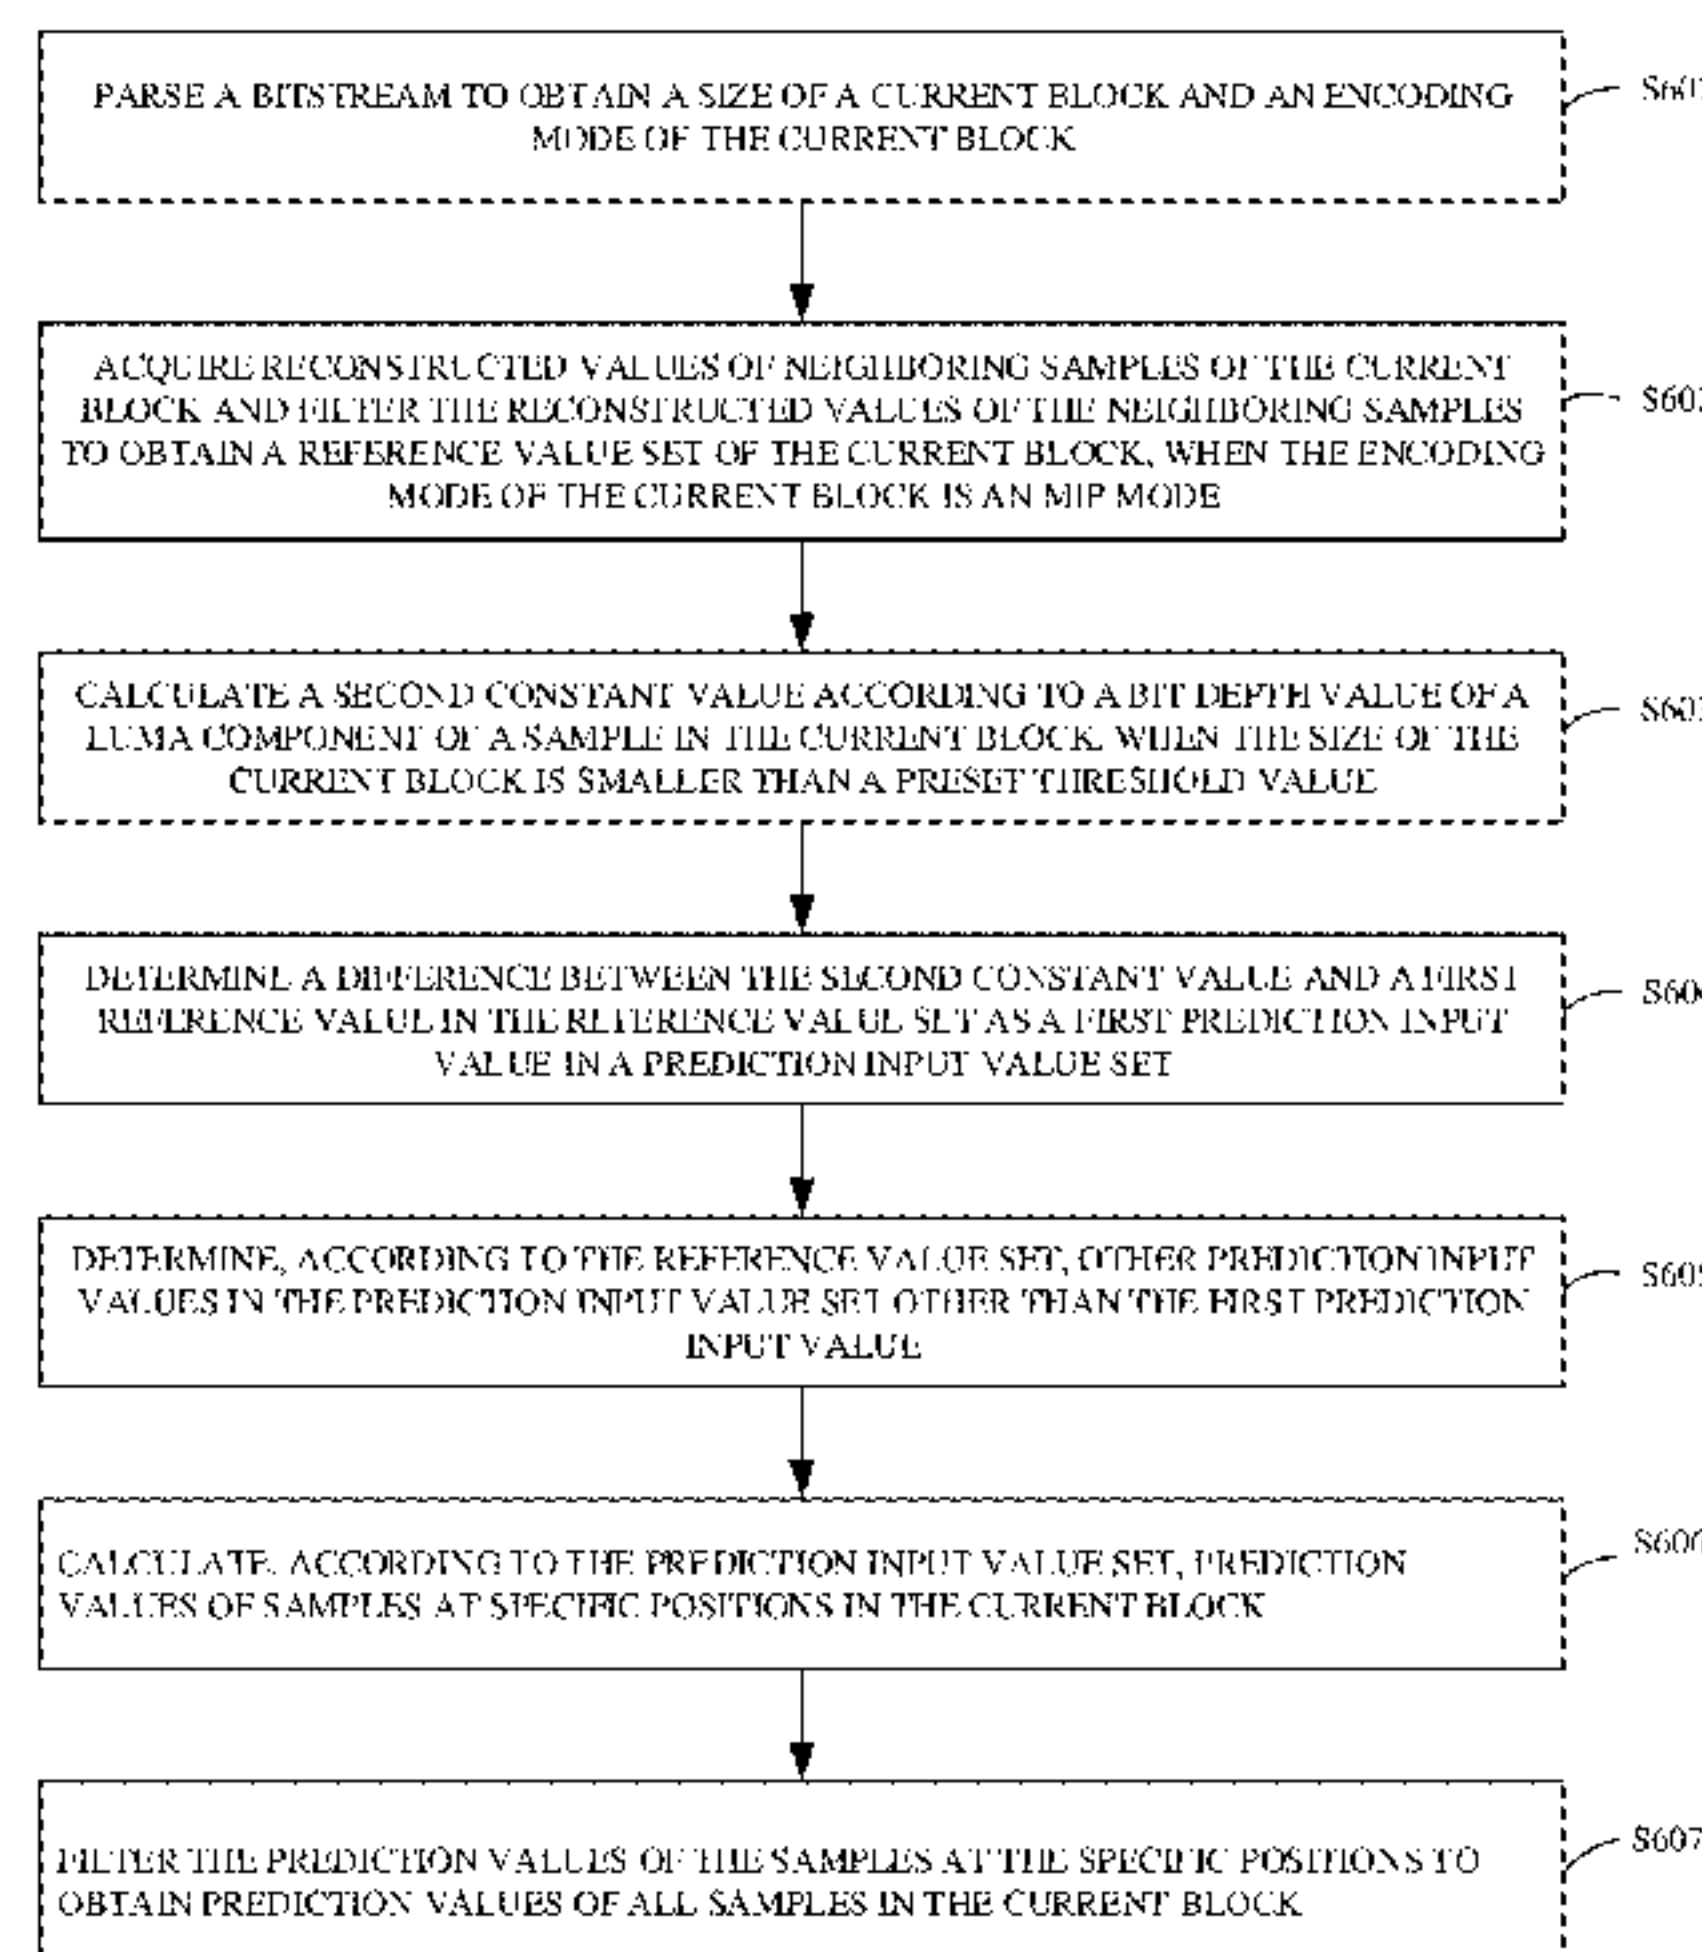 PARSE A BITSTREAM TO OBTAIN A SIZE OF A CURRENT BLOCK AND AN ENCODING
MODE OF THE CURRENT BLOCK
ACQUIRE RECONSTRUCTED VALUES OF NEIGHBORING SAMPLES OF THE CURRENT
BLOCK AND FILTER THE RECONSTRUCTED VALUES OF THE NEIGHBORING SAMPLES
TO OBTAIN A REFERENCE VALUE SET OF THE CURRENT BLOCK, WHEN THE ENCODING
MODE OF THE CURRENT BLOCK IS AN MIP MODE
CALCULATE A SECOND CONSTANT VALUE ACCORDING TO A BIT DEPTH VALUE OF A
LUMA COMPONENT OF A SAMPLE IN THE CURRENT BLOCK, WHEN THE SIZE OF THE
CURRENT BLOCK IS SMALLER THAN A PRESET THRESHOLD VALUE
DETERMINE A DIFFERENCE BETWEEN THE SECOND CONSTANT VALUE AND A FIRST
REFERENCE VALUE IN THE REFERENCE VALUE SET AS A FIRST PREDICTION INPUT
VALUE IN A PREDICTION INPUT VALUE SET
DETERMINE, ACCORDING TO THE REFERENCE VALUE SET, OTHER PREDICTION INPUT
VALUES IN THE PREDICTION INPUT VALUE SET OTHER THAN THE FIRST PREDICTION
INPUT VALUE
CALCULATE, ACCORDING TO THE PREDICTION INPUT VALUE SET, PREDICTION
VALUES OF SAMPLES AT SPECIFIC POSITIONS IN THE CURRENT BLOCK
S607
FILTER THE PREDICTION VALUES OF THE SAMPLES AT THE SPECIFIC POSITIONS TO
OBTAIN PREDICTION VALUES OF ALL SAMPLES IN THE CURRENT BLOCK